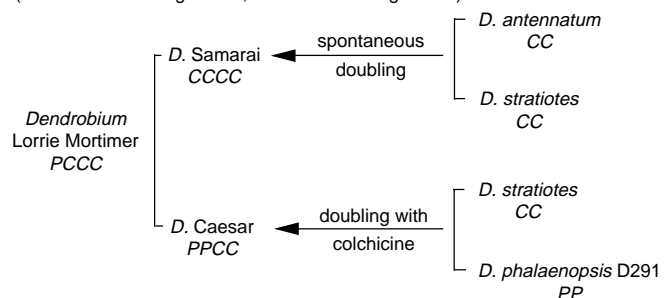 D. antennatum
CC
D. Samarai
CCCC
spontaneous
doubling
D. stratiotes
CC
Dendrobium
Lorrie Mortimer
PCCC
D. stratiotes
CC
D. Caesar
PPCC
doubling with
colchicine
D. phalaenopsis D291
PP